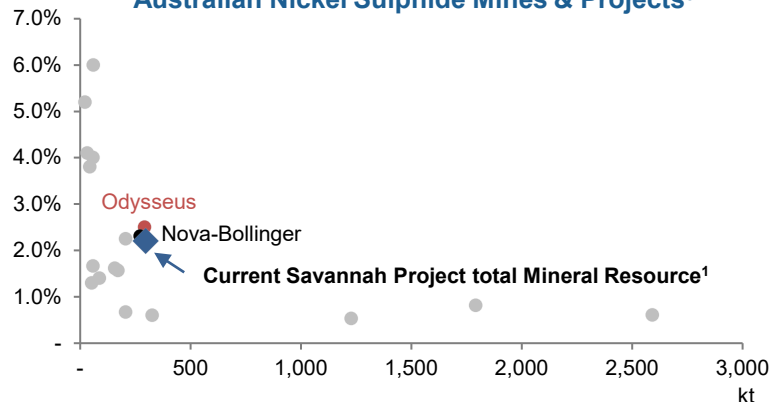 Australian Nickel Sulphide Mines & Projects
7.0%
6.0%
5.0%
4.0%
3.0%
2.0%
1.0%
-
Odysseus
Nova-Bollinger
Current Savannah Project total Mineral Resource¹
- 500 1,000 1,500 2,000 2,500 3,000
kt